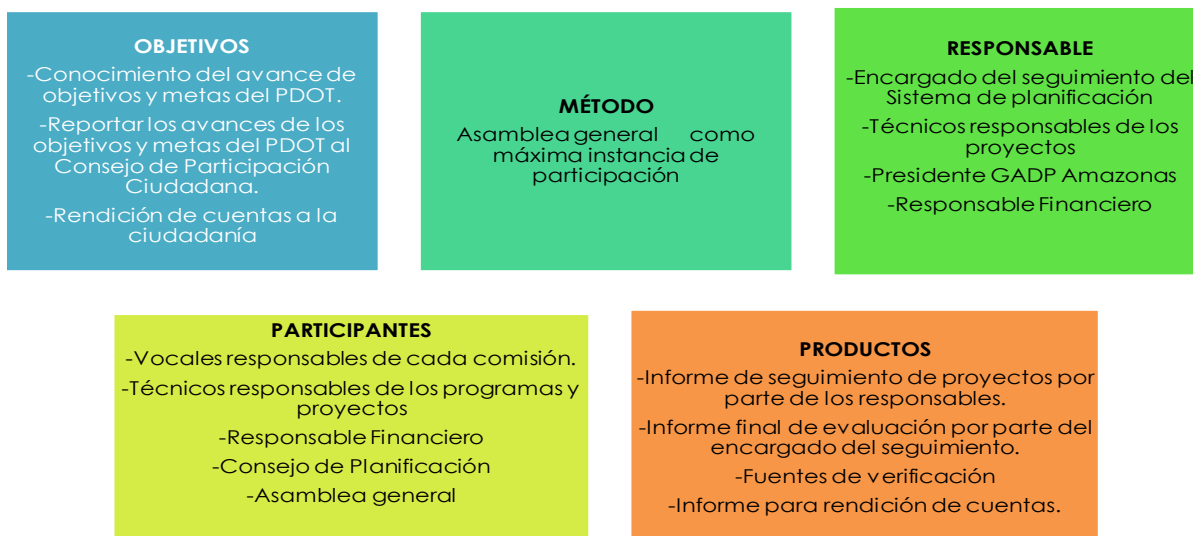 OBJETIVOS
-Conocimiento del avance de
objetivos y metas del PDOT.
-Reportar los avances de los
objetivos y metas del PDOT al
Consejo de Participación
Ciudadana.
-Rendición de cuentas a la
ciudadanía
MÉTODO
Asamblea general como
máxima instancia de
participación
RESPONSABLE
-Encargado del seguimiento del
Sistema de planificación
-Técnicos responsables de los
proyectos
-Presidente GADP Amazonas
-Responsable Financiero
PARTICIPANTES
-Vocales responsables de cada comisión.
-Técnicos responsables de los programas y
proyectos
-Responsable Financiero
-Consejo de Planificación
-Asamblea general
PRODUCTOS
-Informe de seguimiento de proyectos por
parte de los responsables.
-Informe final de evaluación por parte del
encargado del seguimiento.
-Fuentes de verificación
-Informe para rendición de cuentas.